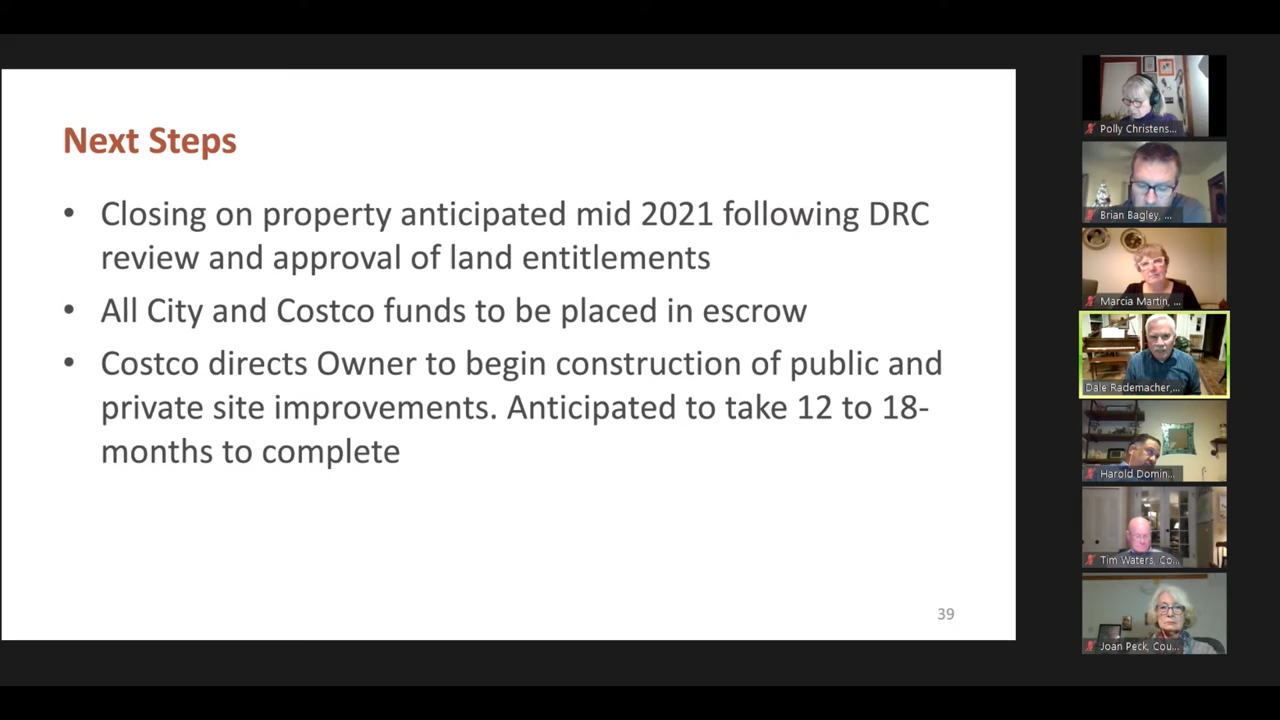 Next Steps
• Closing on property anticipated mid 2021 following DRC
review and approval of land entitlements
• All City and Costco funds to be placed in escrow
• Costco directs Owner to begin construction of public and
private site improvements. Anticipated to take 12 to 18-
months to complete
39
Polly Christens...
Brian Bagley, ...
Marcia Martin, ...
Dale Rademacher,...
Harold Domin...
Tim Waters, Co...
Joan Peck, Cou...